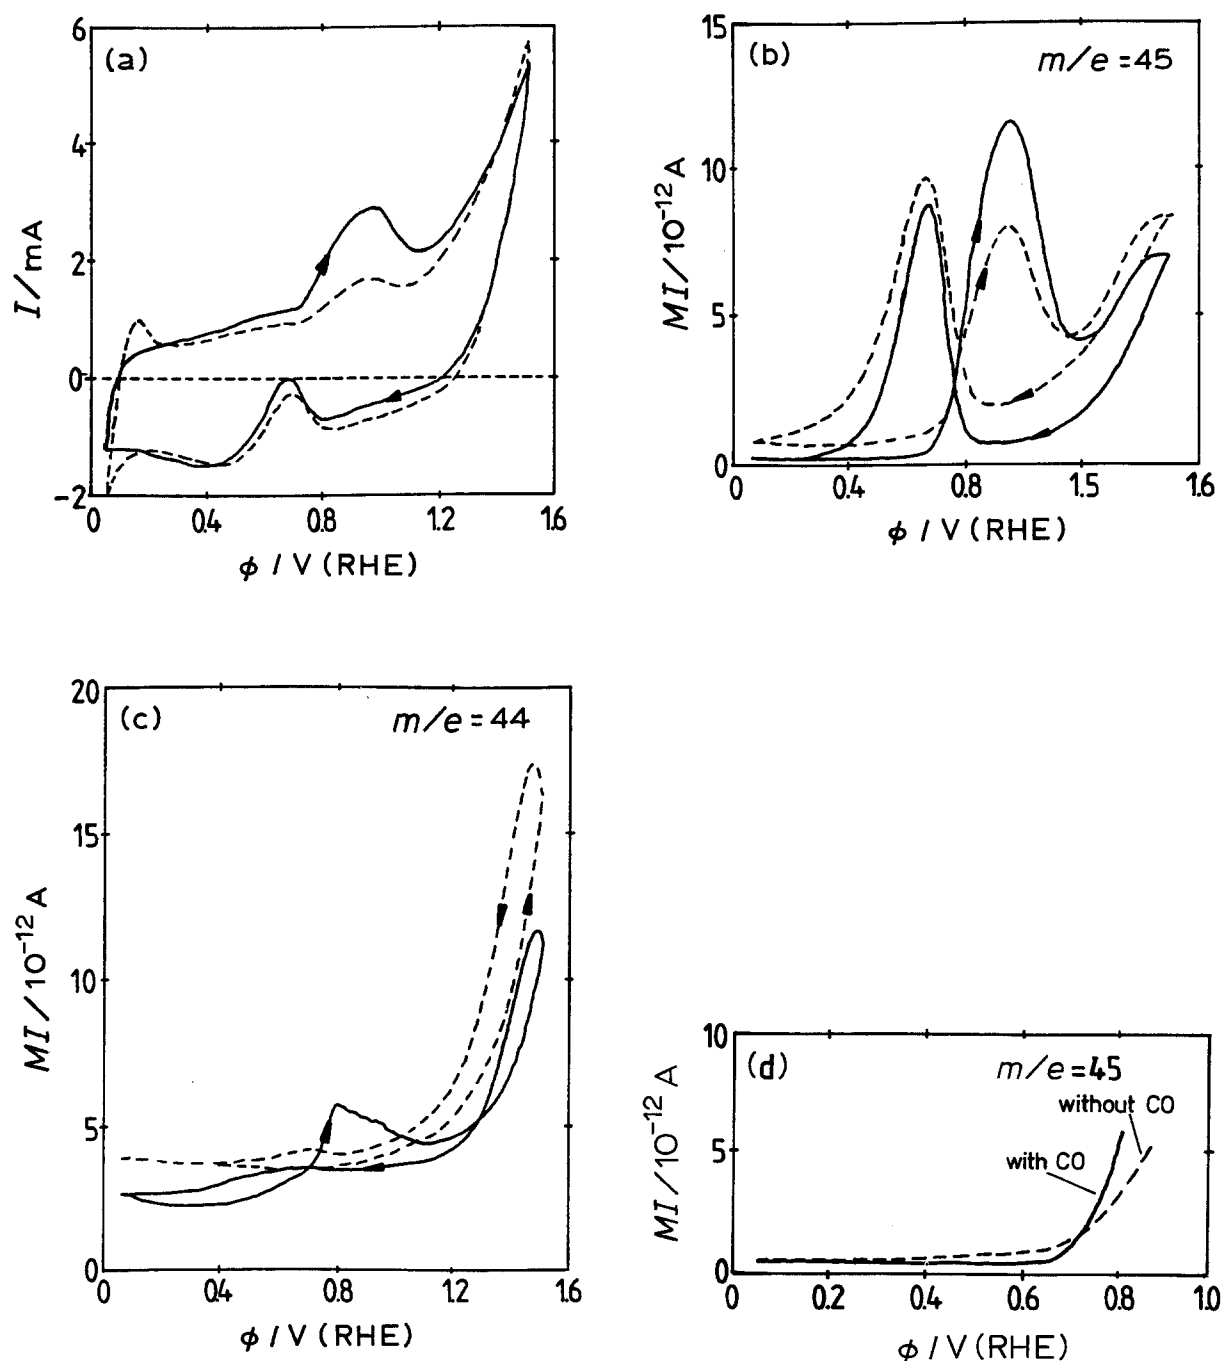 (a)
6
4
2
0
-2
I/mA
0 0.4 0.8 1.2 1.6
ϕ / V (RHE)
(b) m/e = 45
15
10
5
0
MI/10⁻¹² A
0 0.4 0.8 1.5 1.6
ϕ / V (RHE)
(c) m/e = 44
20
15
10
5
0
MI/10⁻¹² A
0 0.4 0.8 1.2 1.6
ϕ / V (RHE)
(d) m/e = 45
without CO
with CO
10
5
0
MI/10⁻¹² A
0 0.2 0.4 0.6 0.8 1.0
ϕ / V (RHE)